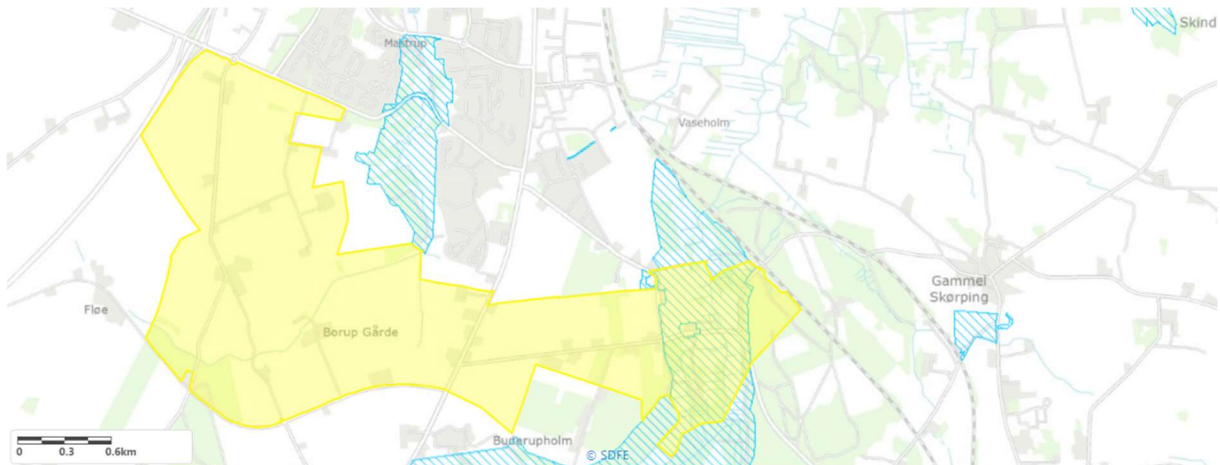 Mastrup
Skind
Vaseholm
Gammel
Skørping
Fløe
Borup Gårde
Buderupholm
0 0.3 0.6km
© SDFE